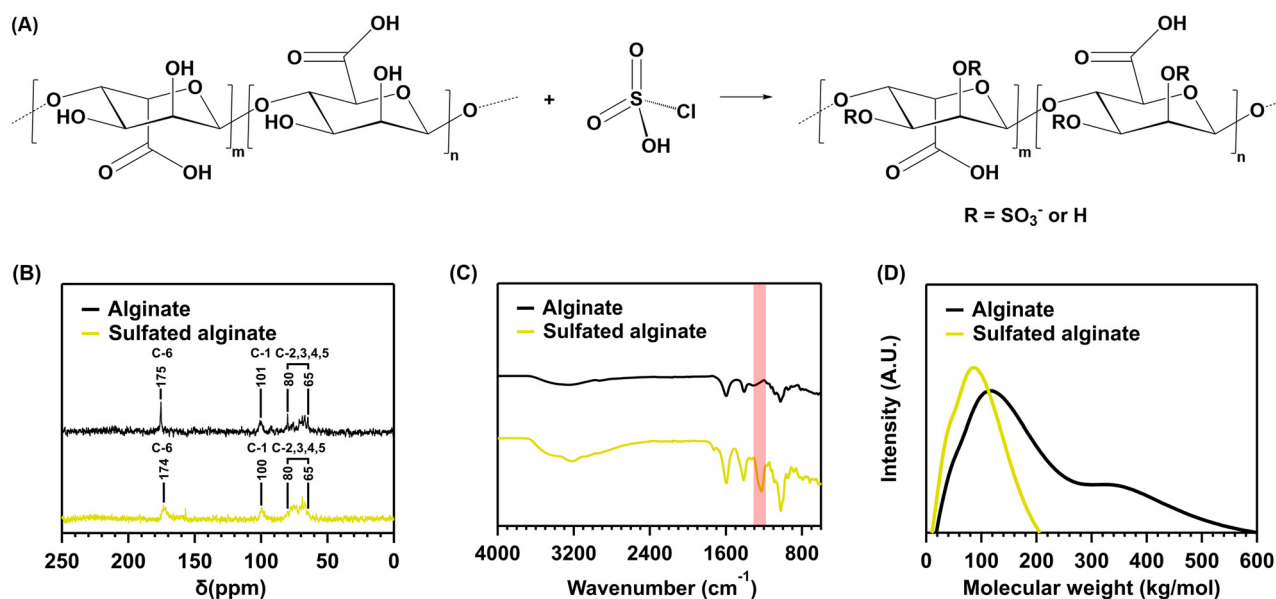 (A)
OH
O
OH
OH
O
O
HO
m
O
OH
OH
O
HO
O
n
+
O
S
O
Cl
OH
OR
O
O
RO
O
OH
m
O
OH
O
OR
O
RO
O
n
R = SO₃⁻ or H
(B)
Alginate
Sulfated alginate
C-6
C-1
C-2,3,4,5
175
101
80
65
C-6
C-1
C-2,3,4,5
174
100
80
65
250
200
150
100
50
0
δ(ppm)
(C)
Alginate
Sulfated alginate
4000
3200
2400
1600
800
Wavenumber (cm⁻¹)
(D)
Alginate
Sulfated alginate
Intensity (A.U.)
0
100
200
300
400
500
600
Molecular weight (kg/mol)